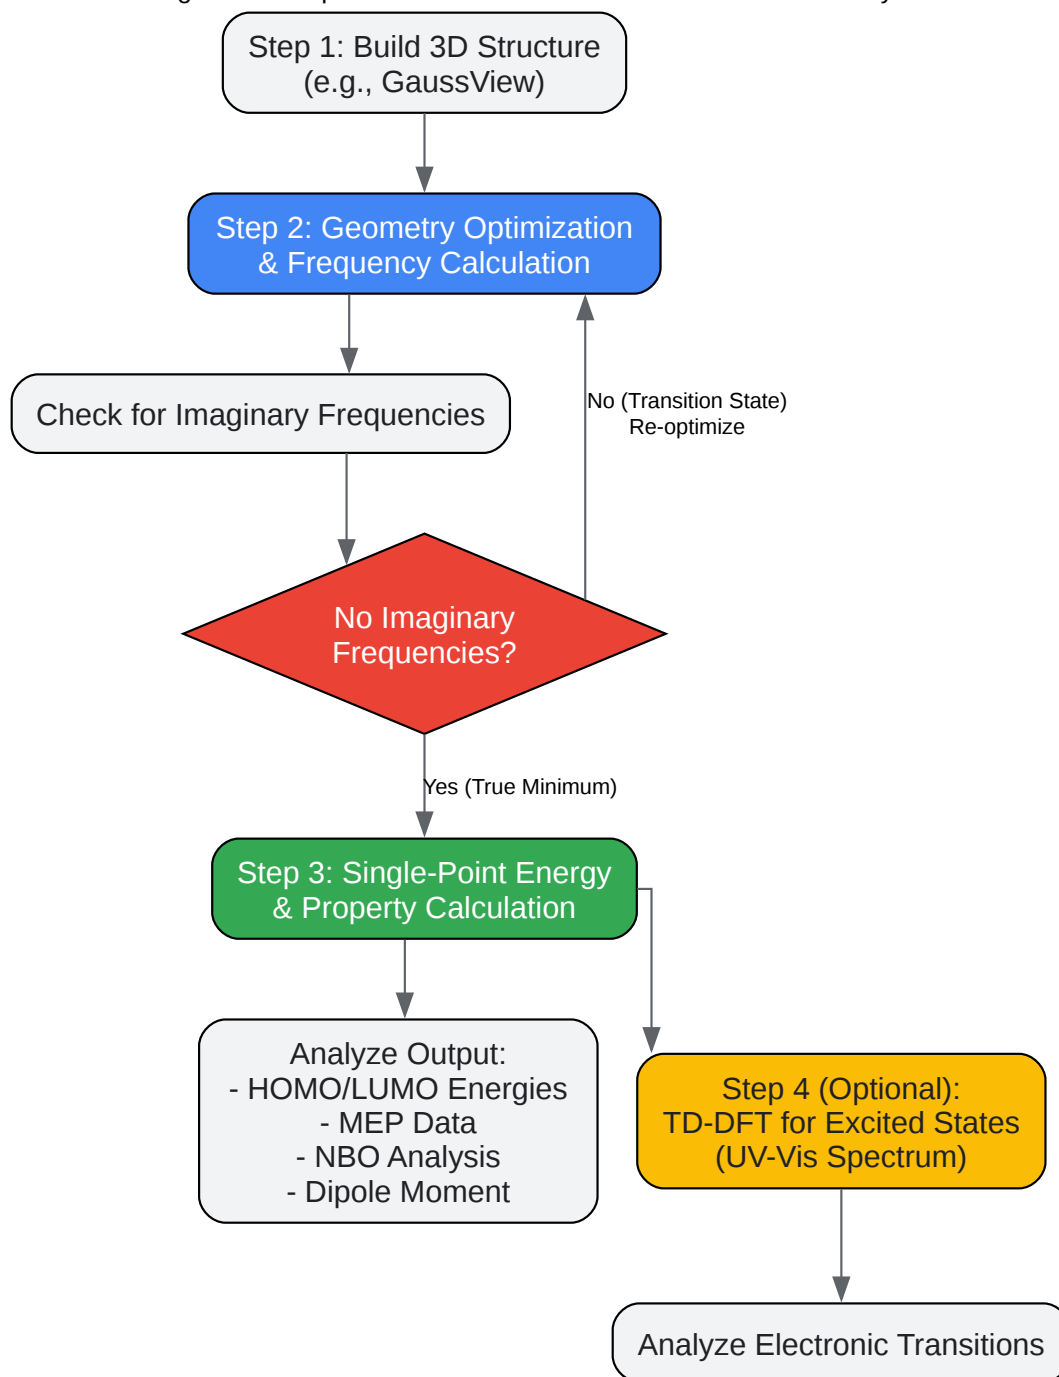 Step 1: Build 3D Structure
(e.g., GaussView)
Step 2: Geometry Optimization
& Frequency Calculation
Check for Imaginary Frequencies
No (Transition State)
Re-optimize
No Imaginary
Frequencies?
Yes (True Minimum)
Step 3: Single-Point Energy
& Property Calculation
Analyze Output:
- HOMO/LUMO Energies
- MEP Data
- NBO Analysis
- Dipole Moment
Step 4 (Optional):
TD-DFT for Excited States
(UV-Vis Spectrum)
Analyze Electronic Transitions